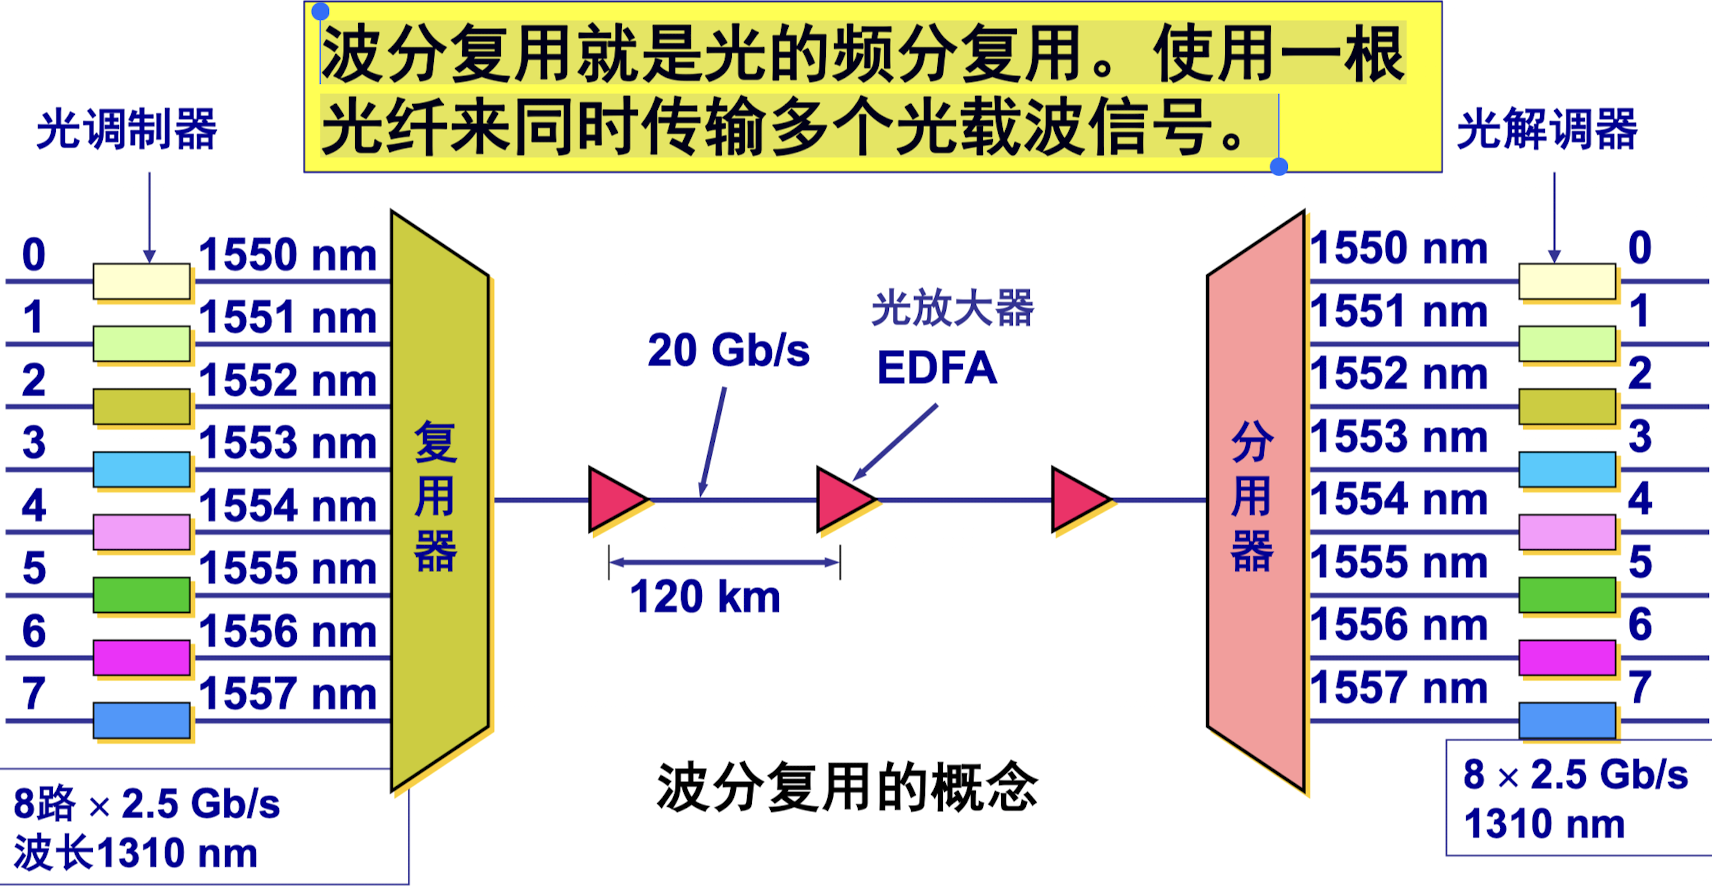 波分复用就是光的频分复用。使用一根
光纤来同时传输多个光载波信号。
光调制器
光解调器
0
1550 nm
1
1551 nm
2
1552 nm
3
1553 nm
4
1554 nm
5
1555 nm
6
1556 nm
7
1557 nm
8路 × 2.5 Gb/s
波长1310 nm
复
用
器
20 Gb/s
光放大器
EDFA
120 km
波分复用的概念
分
用
器
1550 nm
0
1551 nm
1
1552 nm
2
1553 nm
3
1554 nm
4
1555 nm
5
1556 nm
6
1557 nm
7
8 × 2.5 Gb/s
1310 nm